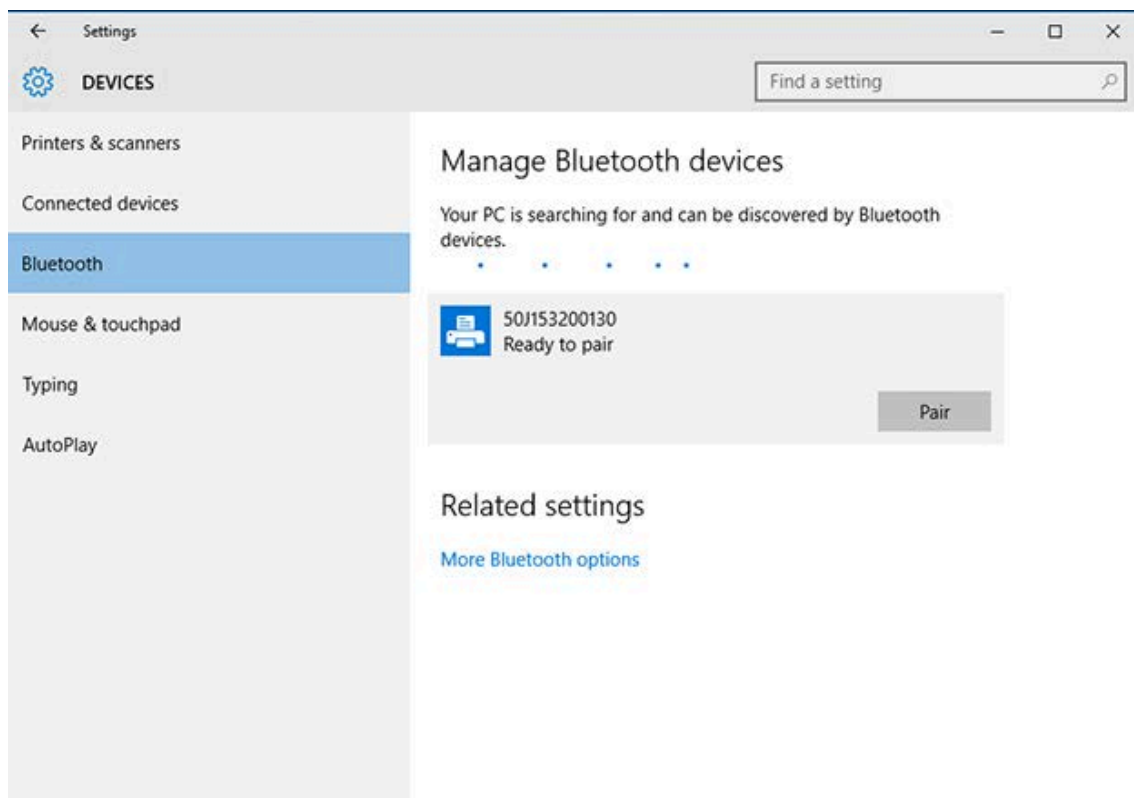 Settings
DEVICES
Find a setting
Printers & scanners
Connected devices
Bluetooth
Mouse & touchpad
Typing
AutoPlay
Manage Bluetooth devices
Your PC is searching for and can be discovered by Bluetooth
devices.
50J153200130
Ready to pair
Pair
Related settings
More Bluetooth options